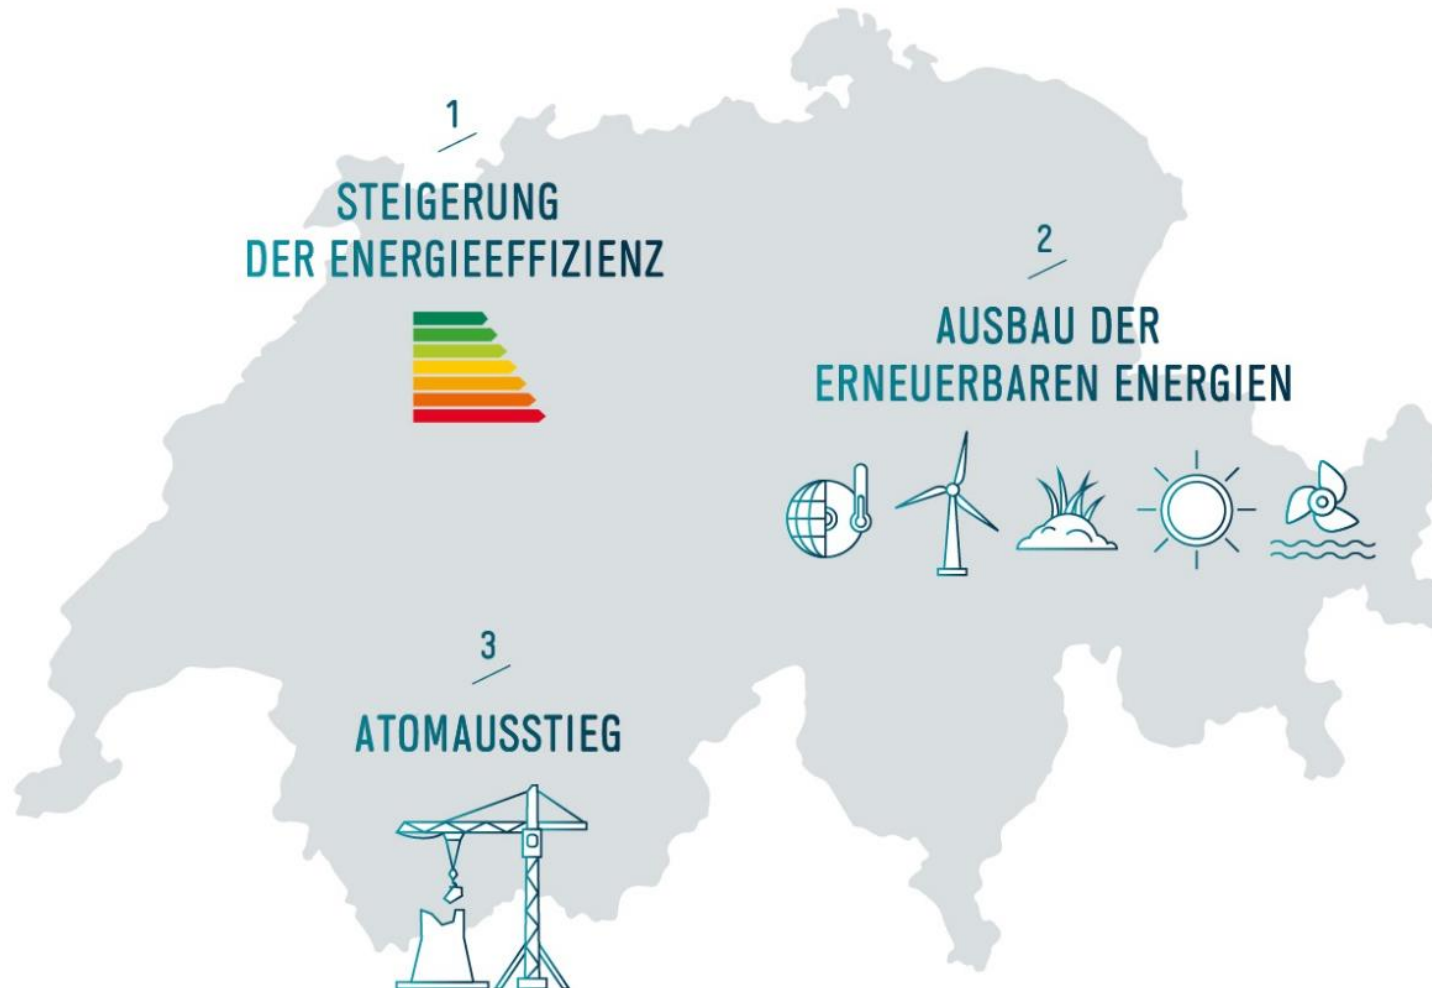 1
STEIGERUNG
DER ENERGIEEFFIZIENZ
2
AUSBAU DER
ERNEUERBAREN ENERGIEN
3
ATOMAUSSTIEG